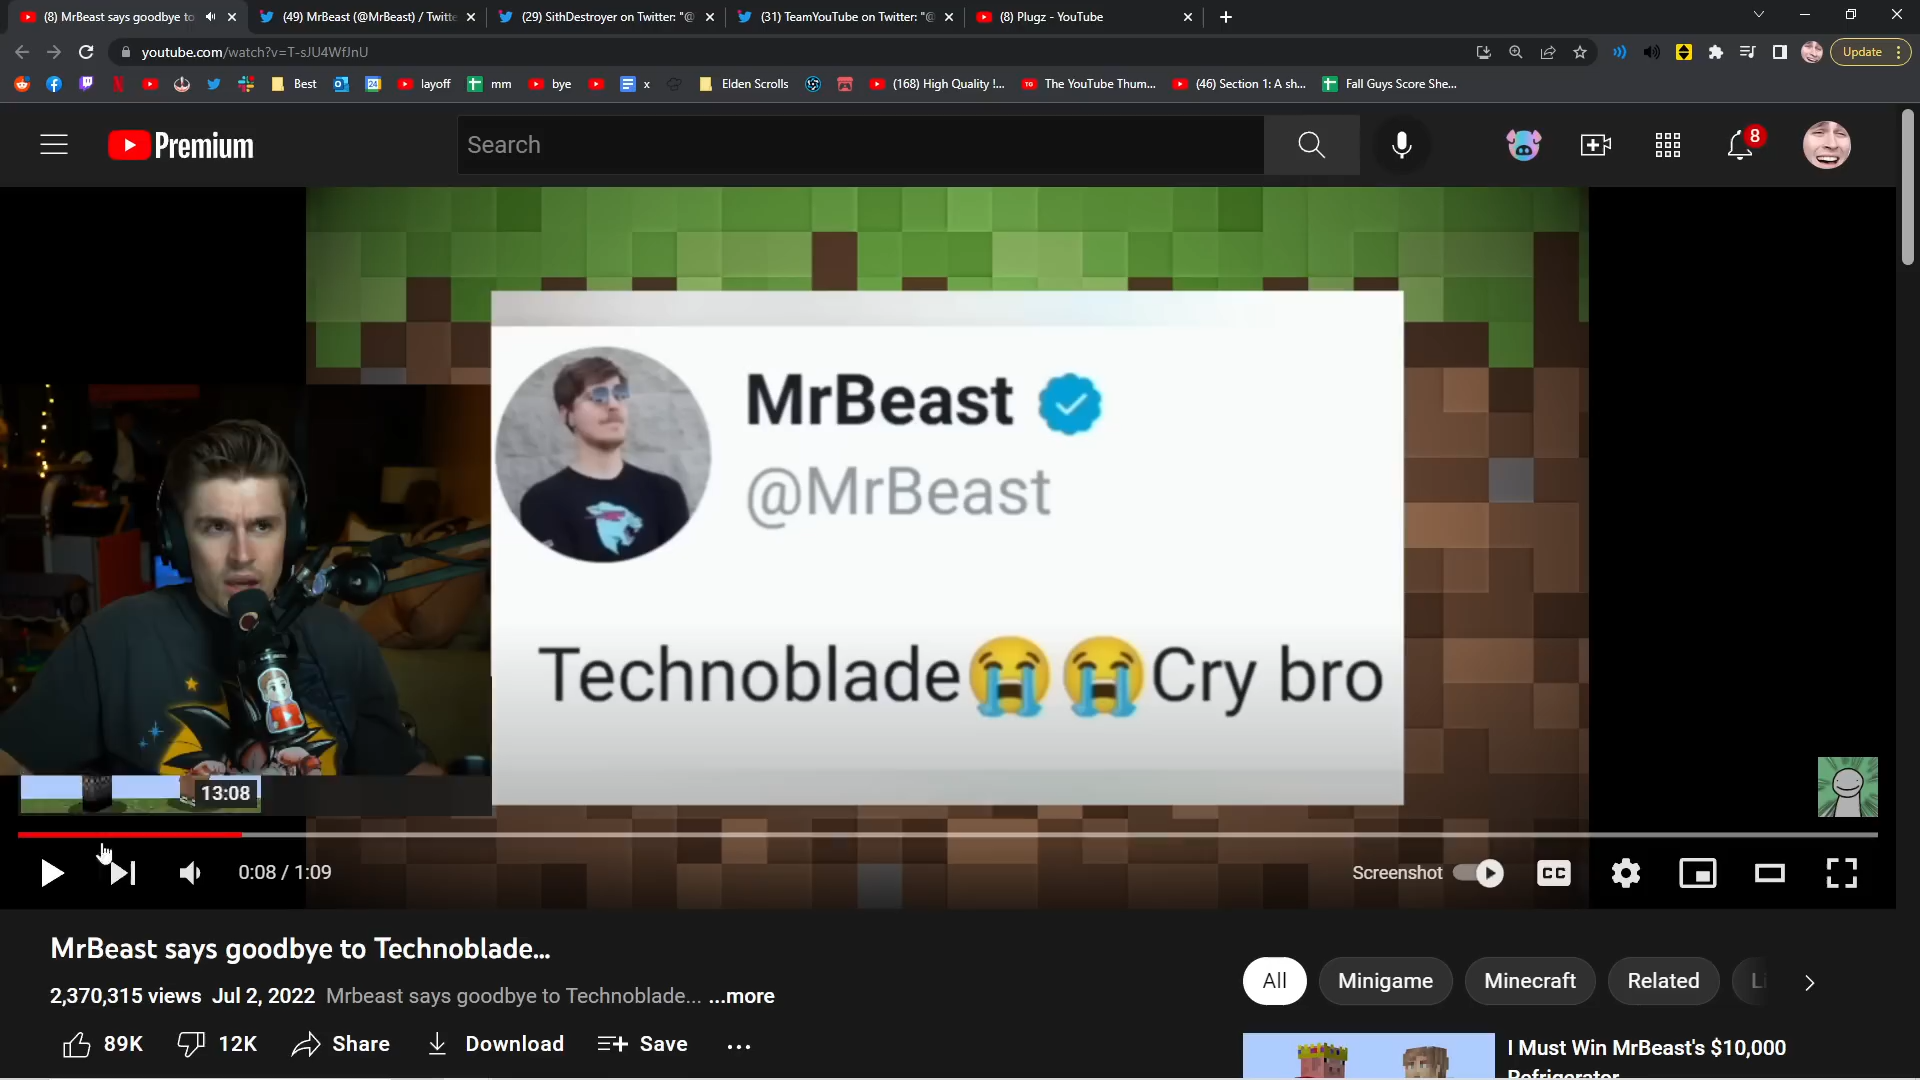 (8) MrBeast says goodbye to
(49) MrBeast (@MrBeast) / Twitte
(29) SithDestroyer on Twitter: "@
(31) TeamYouTube on Twitter: "@
(8) Plugz - YouTube
youtube.com/watch?v=T-sJU4WfJnU
Update
Best
layoff
mm
bye
x
Elden Scrolls
(168) High Quality !...
The YouTube Thum...
(46) Section 1: A sh...
Fall Guys Score She...
Premium
Search
8
MrBeast
@MrBeast
Technoblade😭😭Cry bro
13:08
0:08 / 1:09
Screenshot
CC
MrBeast says goodbye to Technoblade...
2,370,315 views Jul 2, 2022 Mrbeast says goodbye to Technoblade... ...more
89K
12K
Share
Download
Save
All
Minigame
Minecraft
Related
I Must Win MrBeast's $10,000
Refrigerator